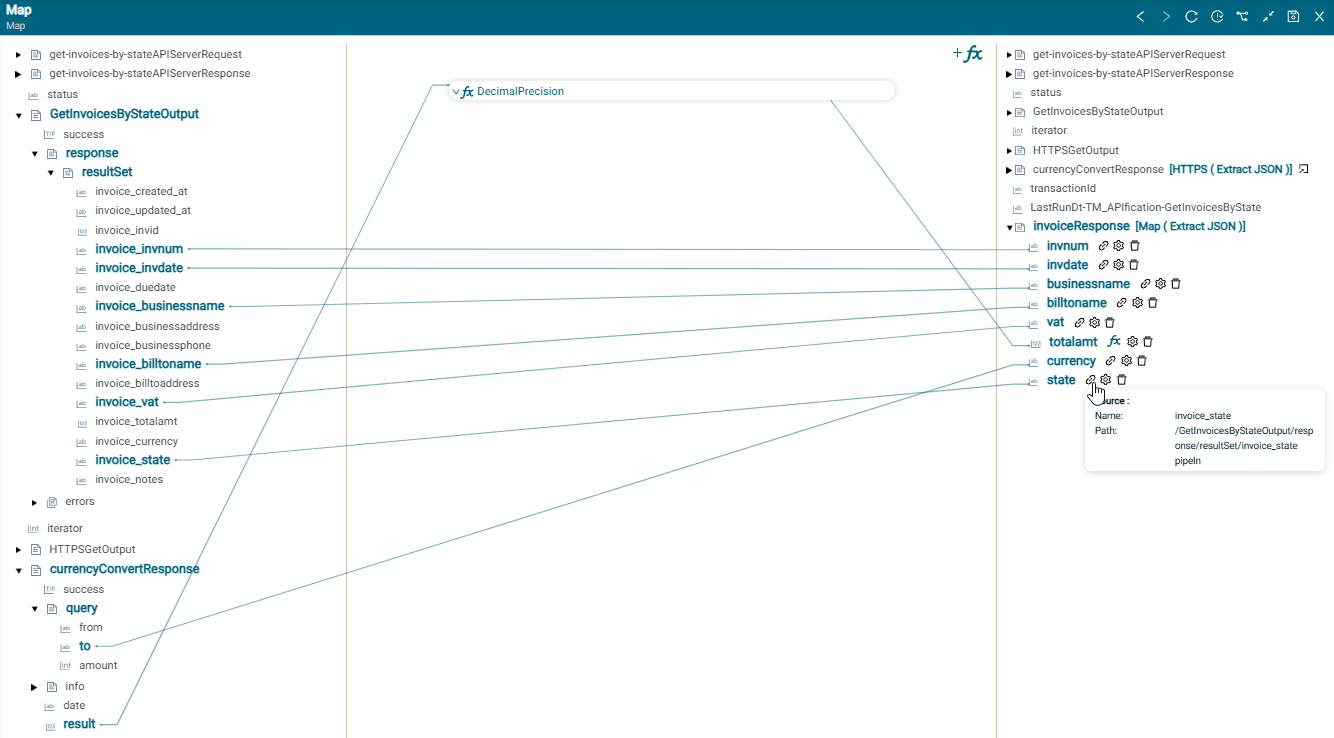 Map
Map
get-invoices-by-stateAPIServerRequest
get-invoices-by-stateAPIServerResponse
status
GetInvoicesByStateOutput
success
response
resultSet
invoice_created_at
invoice_updated_at
invoice_invid
invoice_invnum
invoice_invdate
invoice_duedate
invoice_businessname
invoice_businessaddress
invoice_businessphone
invoice_billtoname
invoice_billtoaddress
invoice_vat
invoice_totalamt
invoice_currency
invoice_state
invoice_notes
errors
iterator
HTTPSGetOutput
currencyConvertResponse
success
query
from
to
amount
info
date
result
+ fx
fx DecimalPrecision
get-invoices-by-stateAPIServerRequest
get-invoices-by-stateAPIServerResponse
status
GetInvoicesByStateOutput
iterator
HTTPSGetOutput
currencyConvertResponse [HTTPS ( Extract JSON )]
transactionId
LastRunDt-TM_APIfication-GetInvoicesByState
invoiceResponse [Map ( Extract JSON )]
invnum
invdate
businessname
billtoname
vat
totalamt fx
currency
state
ource :
Name: invoice_state
Path: /GetInvoicesByStateOutput/resp
onse/resultSet/invoice_state
pipeIn